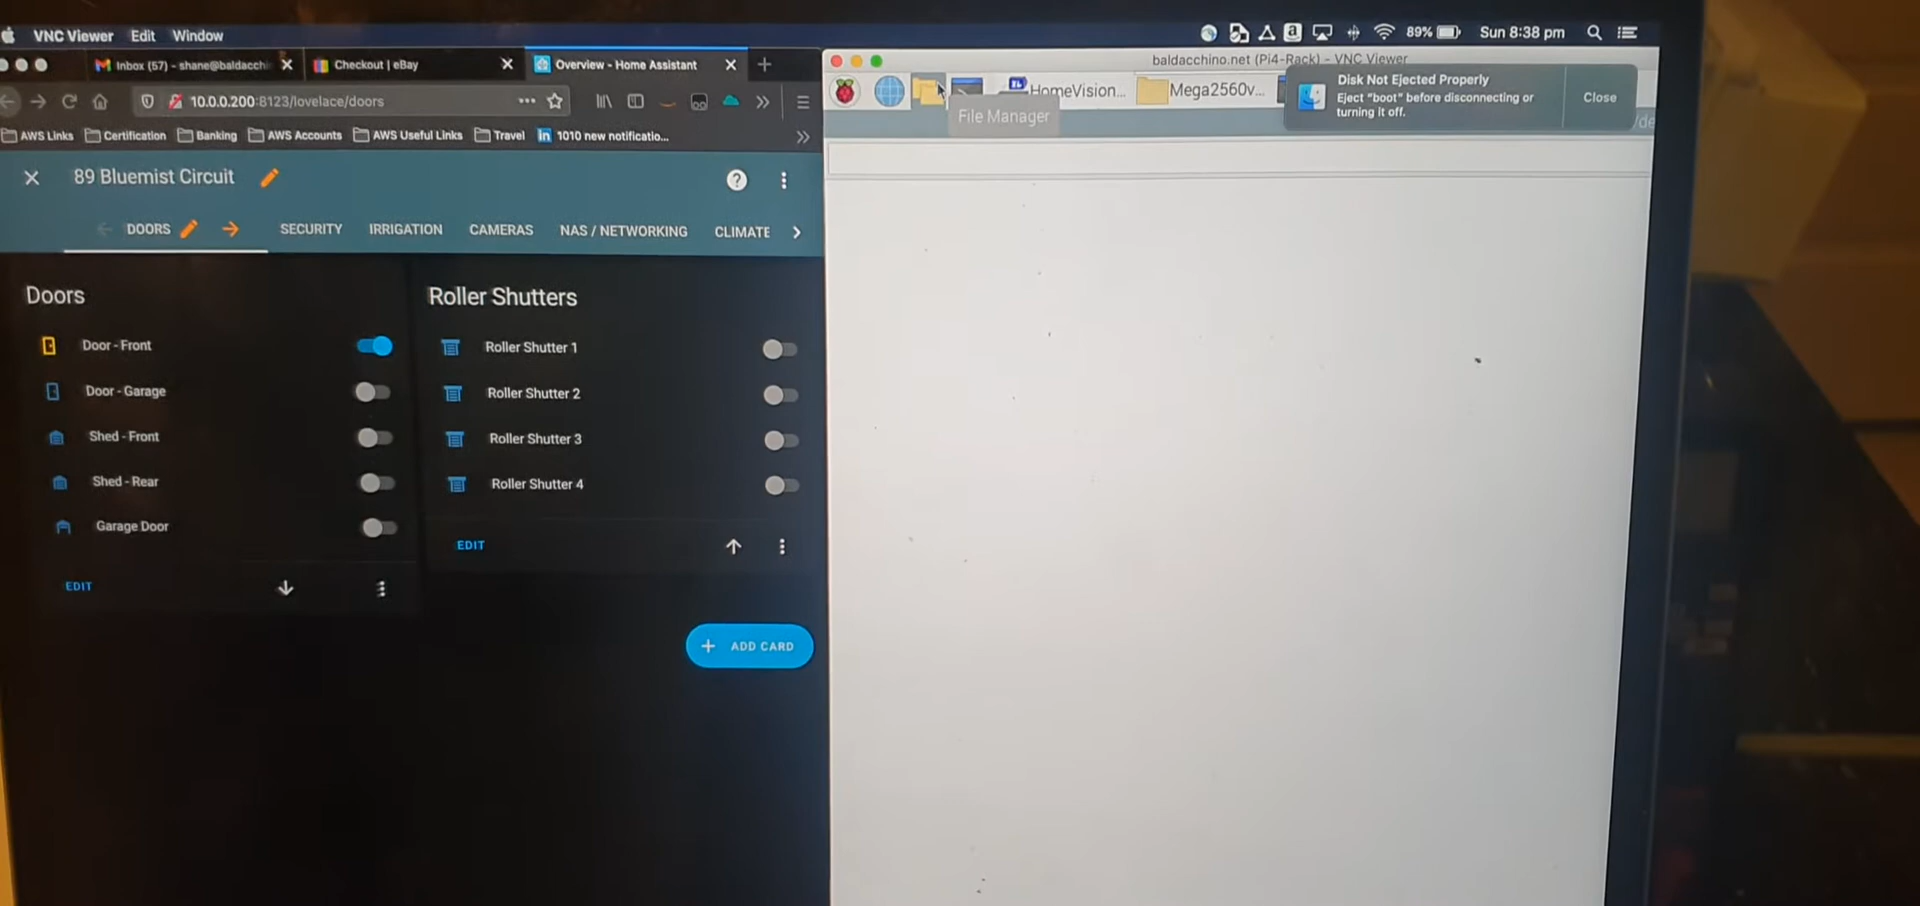 VNC Viewer Edit Window
89% Sun 8:38 pm
Inbox (57) - shane@baldacchi
Checkout | eBay
Overview - Home Assistant
10.0.0.200:8123/lovelace/doors
AWS Links Certification Banking AWS Accounts AWS Useful Links Travel in 1010 new notificatio...
baldacchino.net (Pi4-Rack) - VNC Viewer
HomeVision... Mega2560v...
File Manager
Disk Not Ejected Properly
Eject "boot" before disconnecting or
turning it off.
Close
/de
89 Bluemist Circuit
DOORS SECURITY IRRIGATION CAMERAS NAS / NETWORKING CLIMATE
Doors
Door - Front
Door - Garage
Shed - Front
Shed - Rear
Garage Door
EDIT
Roller Shutters
Roller Shutter 1
Roller Shutter 2
Roller Shutter 3
Roller Shutter 4
EDIT
+ ADD CARD